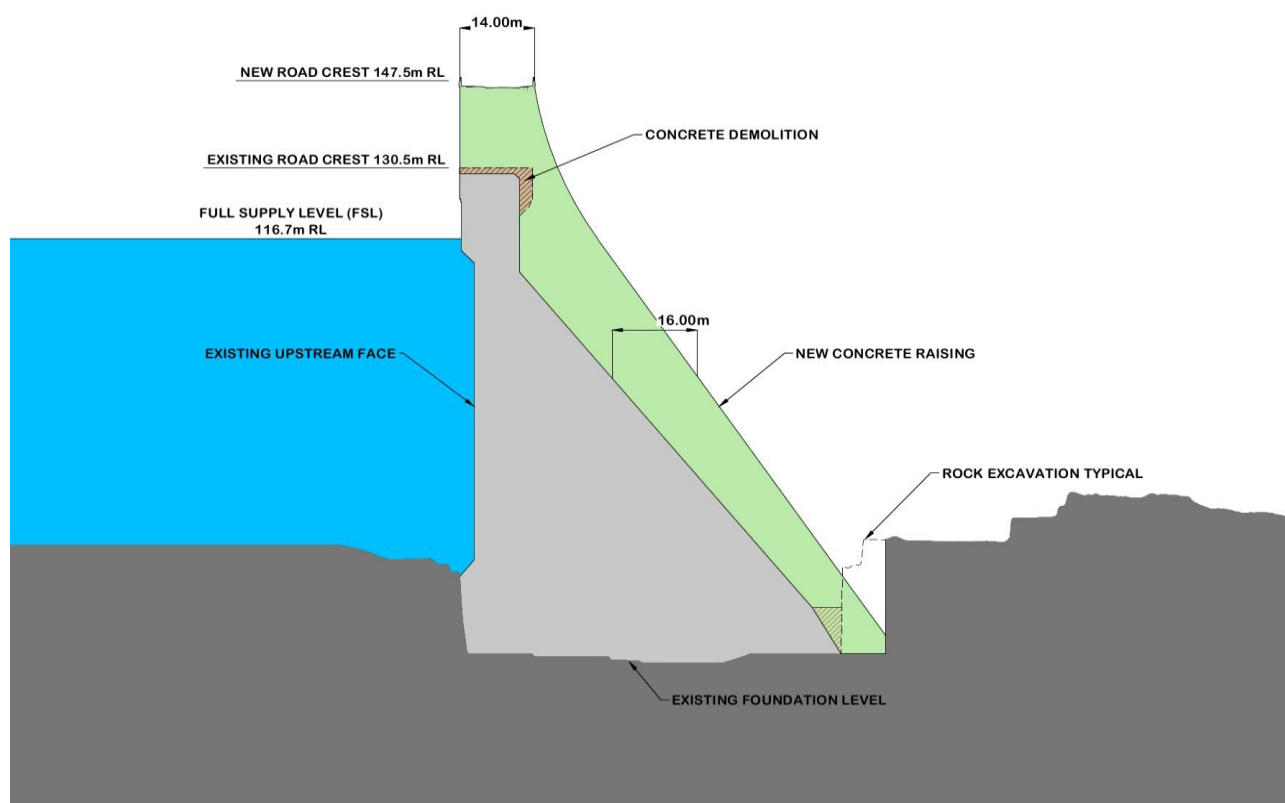 14.00m
NEW ROAD CREST 147.5m RL
CONCRETE DEMOLITION
EXISTING ROAD CREST 130.5m RL
FULL SUPPLY LEVEL (FSL)
116.7m RL
16.00m
EXISTING UPSTREAM FACE
NEW CONCRETE RAISING
ROCK EXCAVATION TYPICAL
EXISTING FOUNDATION LEVEL